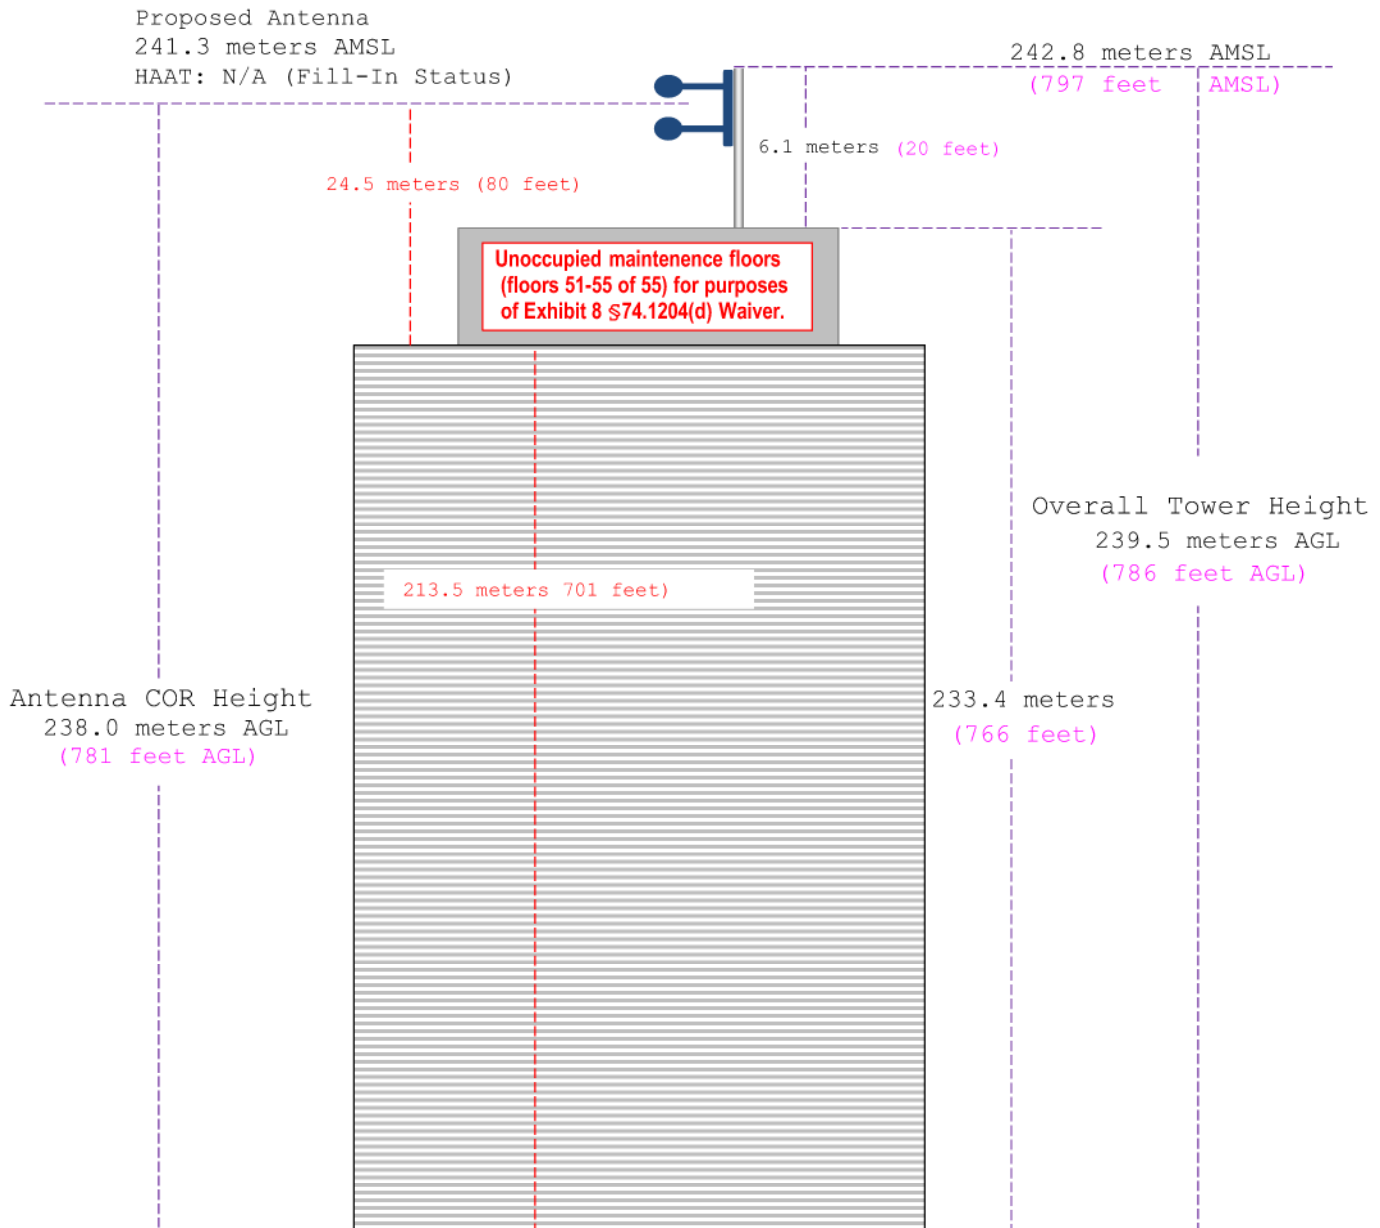 Proposed Antenna
241.3 meters AMSL
HAAT: N/A (Fill-In Status)
242.8 meters AMSL
(797 feet AMSL)
6.1 meters (20 feet)
24.5 meters (80 feet)
Unoccupied maintenence floors
(floors 51-55 of 55) for purposes
of Exhibit 8 §74.1204(d) Waiver.
Overall Tower Height
239.5 meters AGL
(786 feet AGL)
213.5 meters 701 feet)
Antenna COR Height
238.0 meters AGL
(781 feet AGL)
233.4 meters
(766 feet)